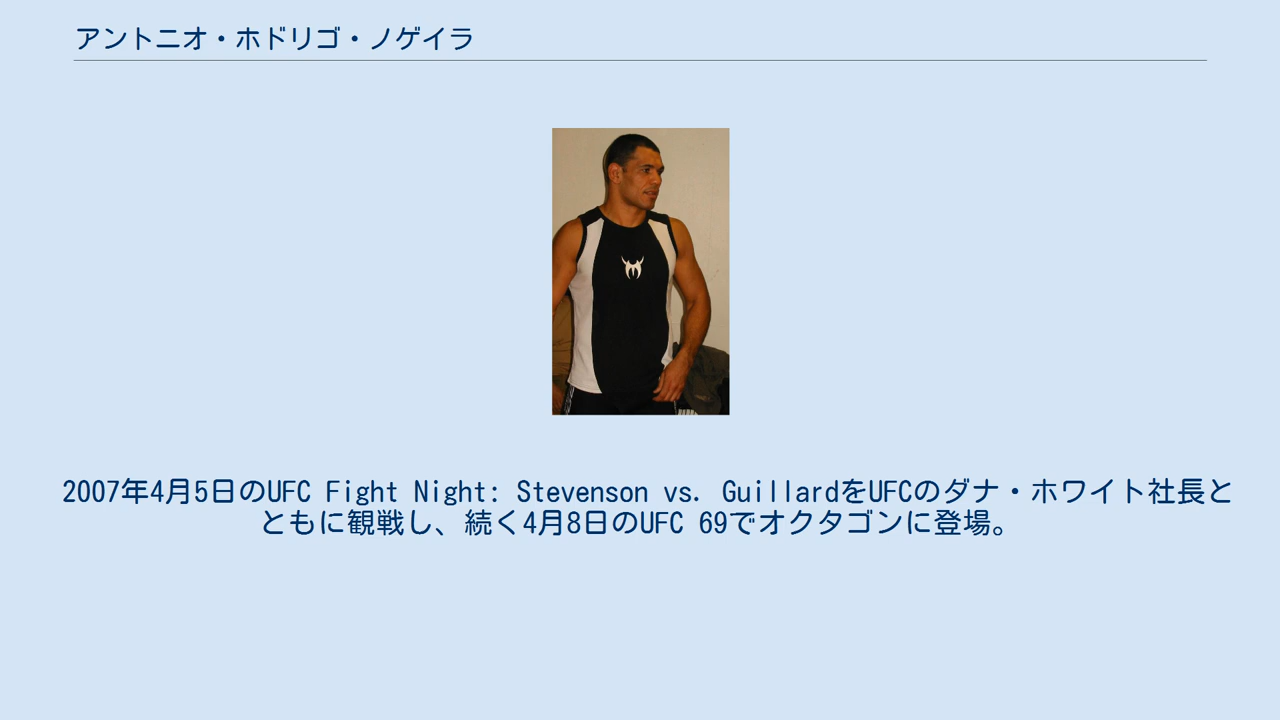 アントニオ・ホドリゴ・ノゲイラ
2007年4月5日のUFC Fight Night: Stevenson vs. GuillardをUFCのダナ・ホワイト社長と
ともに観戦し、続く4月8日のUFC 69でオクタゴンに登場。